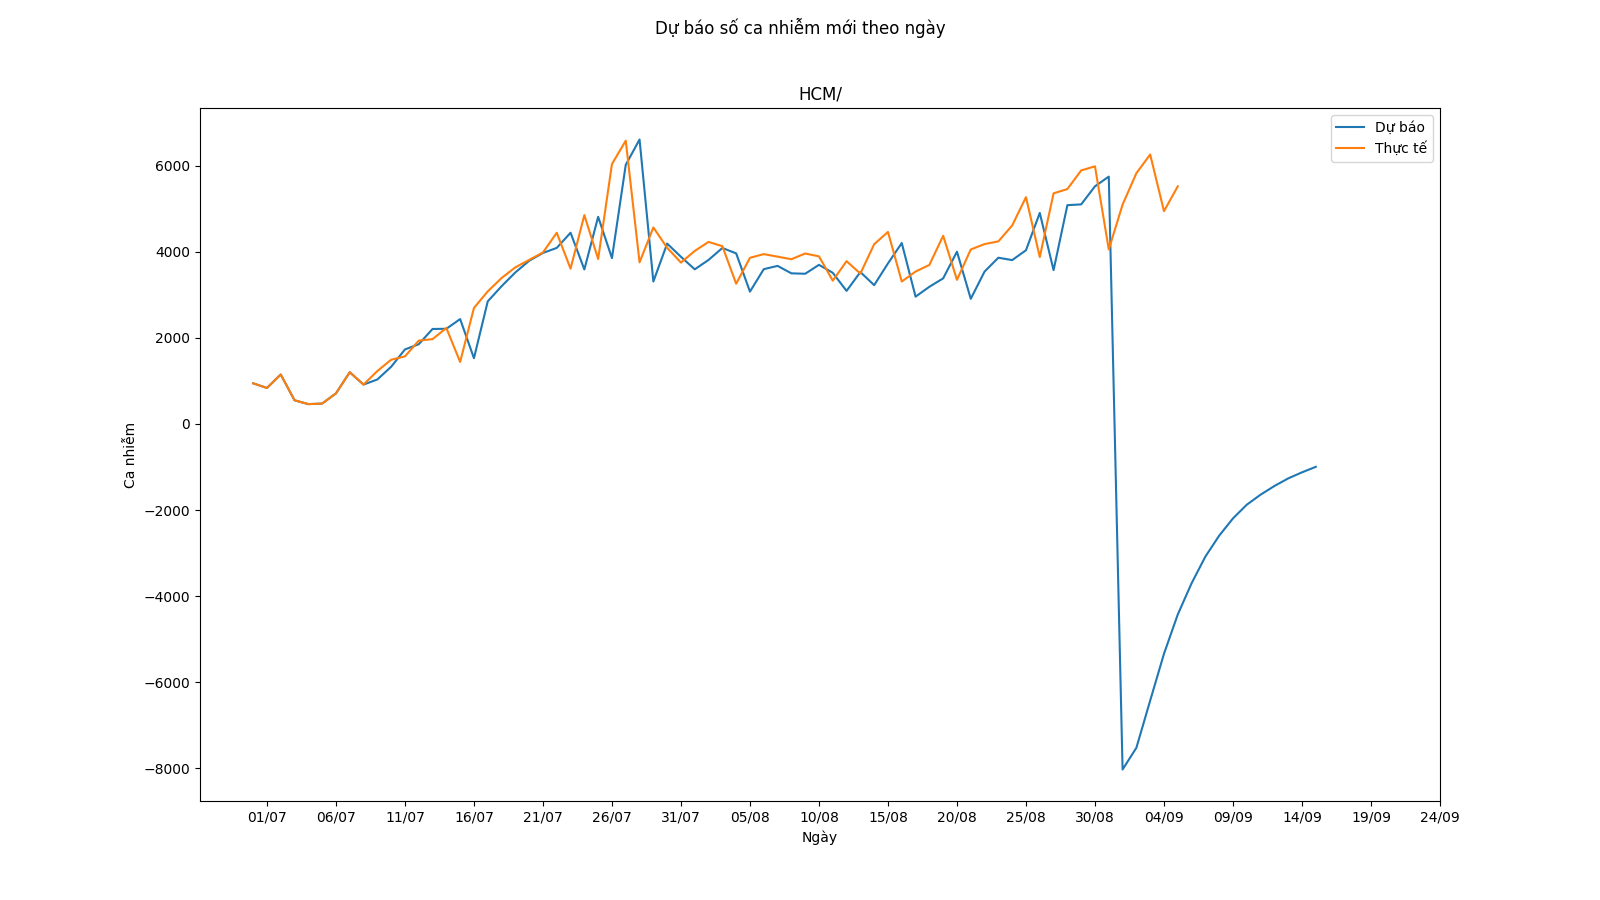 Dự báo số ca nhiễm mới theo ngày
HCM/
Dự báo
Thực tế
6000
4000
2000
0
−2000
−4000
−6000
−8000
Ca nhiễm
01/07 06/07 11/07 16/07 21/07 26/07 31/07 05/08 10/08 15/08 20/08 25/08 30/08 04/09 09/09 14/09 19/09 24/09
Ngày